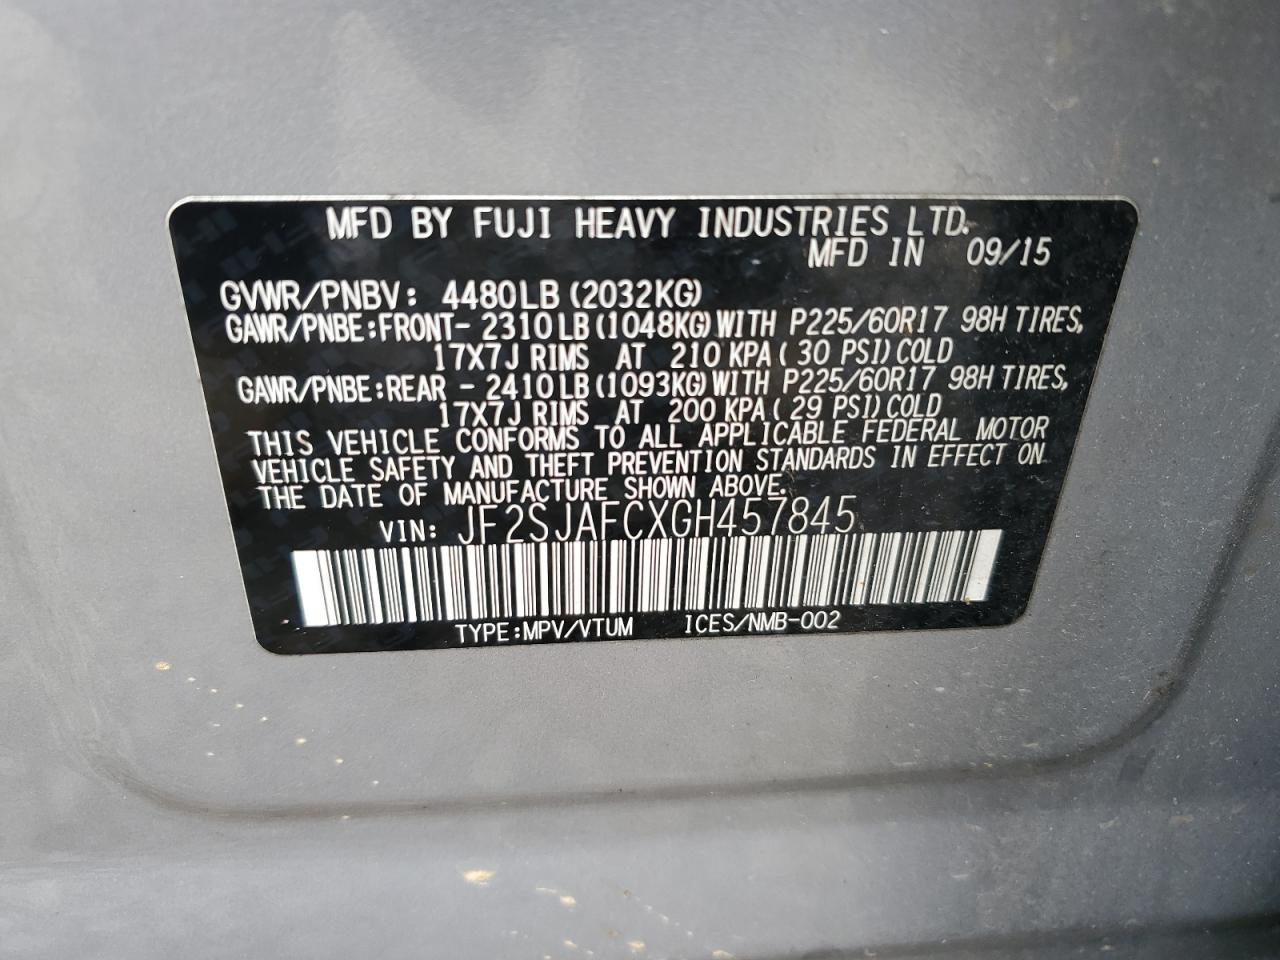 MFD BY FUJI HEAVY INDUSTRIES LTD.
MFD IN 09/15
GVWR/PNBV: 4480LB (2032KG)
GAWR/PNBE:FRONT- 2310LB(1048KG)WITH P225/60R17 98H TIRES,
17X7J RIMS AT 210 KPA ( 30 PSI)COLD
GAWR/PNBE:REAR - 2410LB(1093KG)WITH P225/60R17 98H TIRES,
17X7J RIMS AT 200 KPA ( 29 PSI)COLD
THIS VEHICLE CONFORMS TO ALL APPLICABLE FEDERAL MOTOR
VEHICLE SAFETY AND THEFT PREVENTION STANDARDS IN EFFECT ON
THE DATE OF MANUFACTURE SHOWN ABOVE.
VIN: JF2SJAFCXGH457845
TYPE:MPV/VTUM ICES/NMB-002